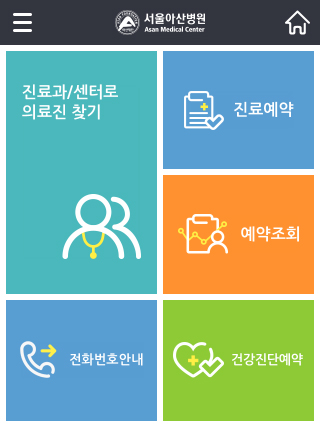 서울아산병원
Asan Medical Center
진료과/센터로
의료진 찾기
진료예약
예약조회
전화번호안내
건강진단예약